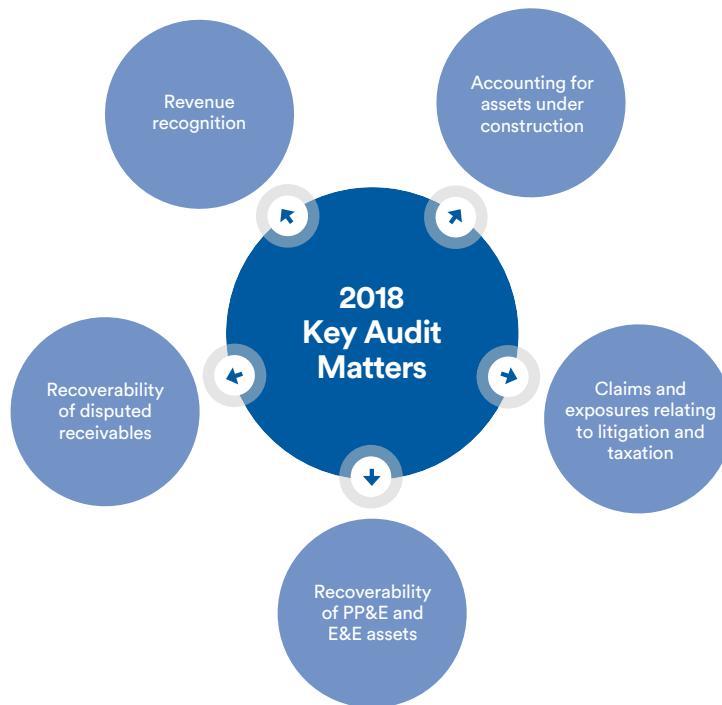 Revenue
recognition
Accounting for
assets under
construction
2018
Key Audit
Matters
Recoverability
of disputed
receivables
Claims and
exposures relating
to litigation and
taxation
Recoverability
of PP&E and
E&E assets